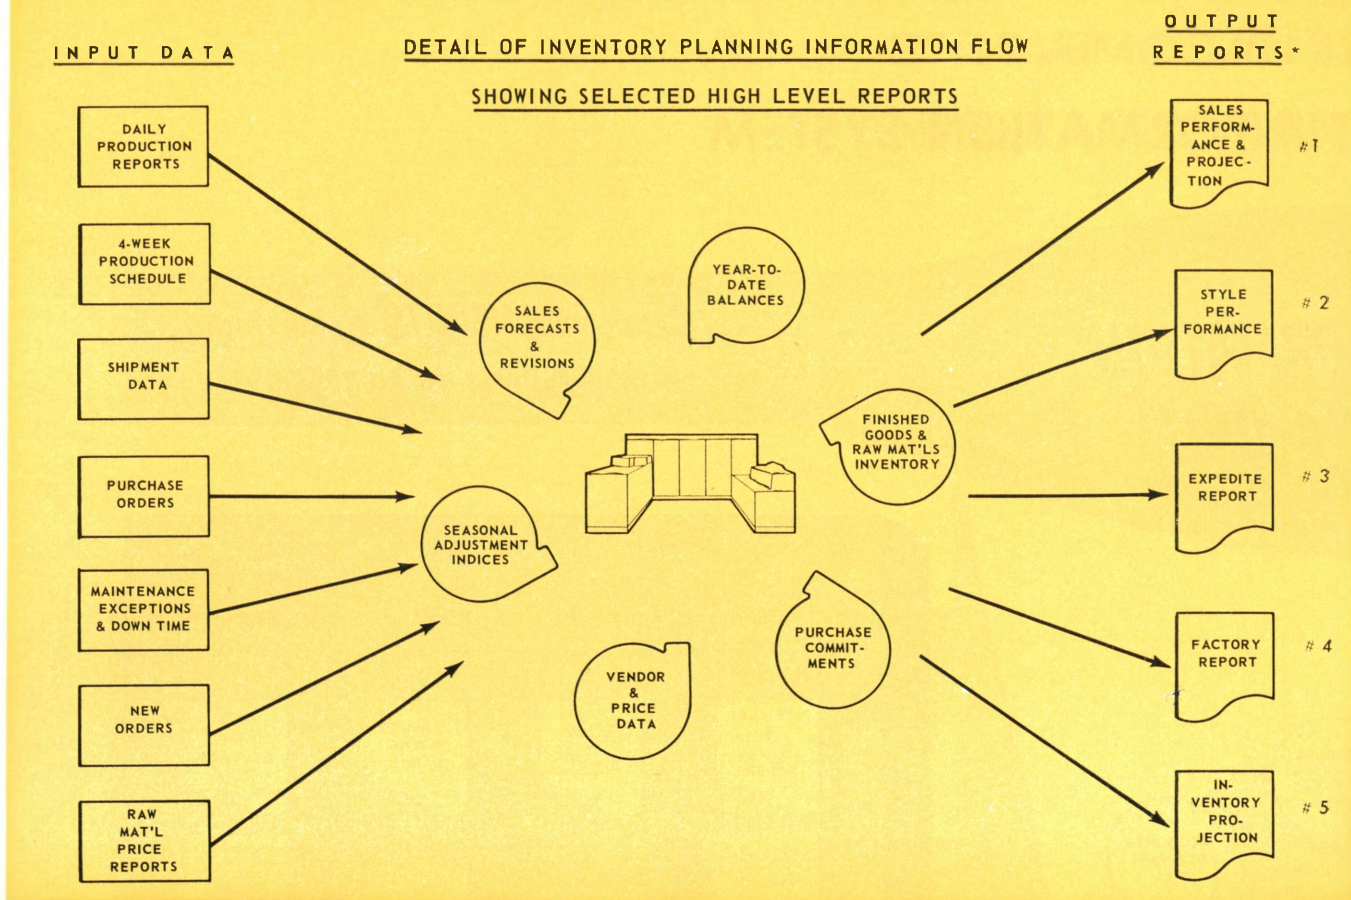 INPUT DATA
DETAIL OF INVENTORY PLANNING INFORMATION FLOW
SHOWING SELECTED HIGH LEVEL REPORTS
OUTPUT
REPORTS*
DAILY
PRODUCTION
REPORTS
4-WEEK
PRODUCTION
SCHEDULE
SHIPMENT
DATA
PURCHASE
ORDERS
MAINTENANCE
EXCEPTIONS
& DOWN TIME
NEW
ORDERS
RAW
MAT'L
PRICE
REPORTS
SALES
FORECASTS
&
REVISIONS
YEAR-TO-
DATE
BALANCES
FINISHED
GOODS &
RAW MAT'LS
INVENTORY
SEASONAL
ADJUSTMENT
INDICES
VENDOR
&
PRICE
DATA
PURCHASE
COMMIT-
MENTS
SALES
PERFORM-
ANCE &
PROJEC-
TION
#1
STYLE
PER-
FORMANCE
# 2
EXPEDITE
REPORT
# 3
FACTORY
REPORT
# 4
IN-
VENTORY
PRO-
JECTION
# 5